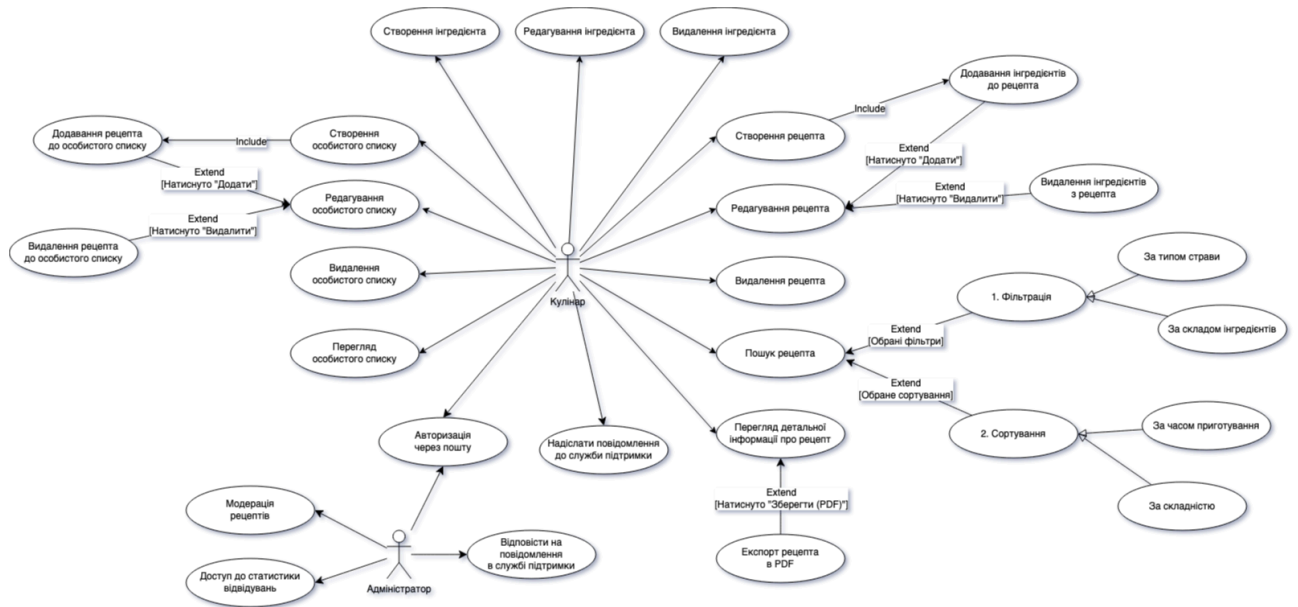 Створення інгредієнта
Редагування інгредієнта
Видалення інгредієнта
Додавання інгредієнтів
до рецепта
Include
Створення рецепта
Додавання рецепта
до особистого списку
Include
Створення
особистого списку
Extend
[Натиснуто "Додати"]
Extend
[Натиснуто "Додати"]
Редагування
особистого списку
Редагування рецепта
Extend
[Натиснуто "Видалити"]
Видалення інгредієнтів
з рецепта
Extend
[Натиснуто "Видалити"]
Видалення рецепта
до особистого списку
Видалення
особистого списку
Кулінар
Видалення рецепта
За типом страви
1. Фільтрація
За складом інгредієнтів
Extend
[Обрані фільтри]
Перегляд
особистого списку
Пошук рецепта
Extend
[Обране сортування]
Авторизація
через пошту
Надіслати повідомлення
до служби підтримки
Перегляд детальної
інформації про рецепт
2. Сортування
За часом приготування
За складністю
Extend
[Натиснуто "Зберегти (PDF)"]
Модерація
рецептів
Відповісти на
повідомлення
в службі підтримки
Експорт рецепта
в PDF
Доступ до статистики
відвідувань
Адміністратор